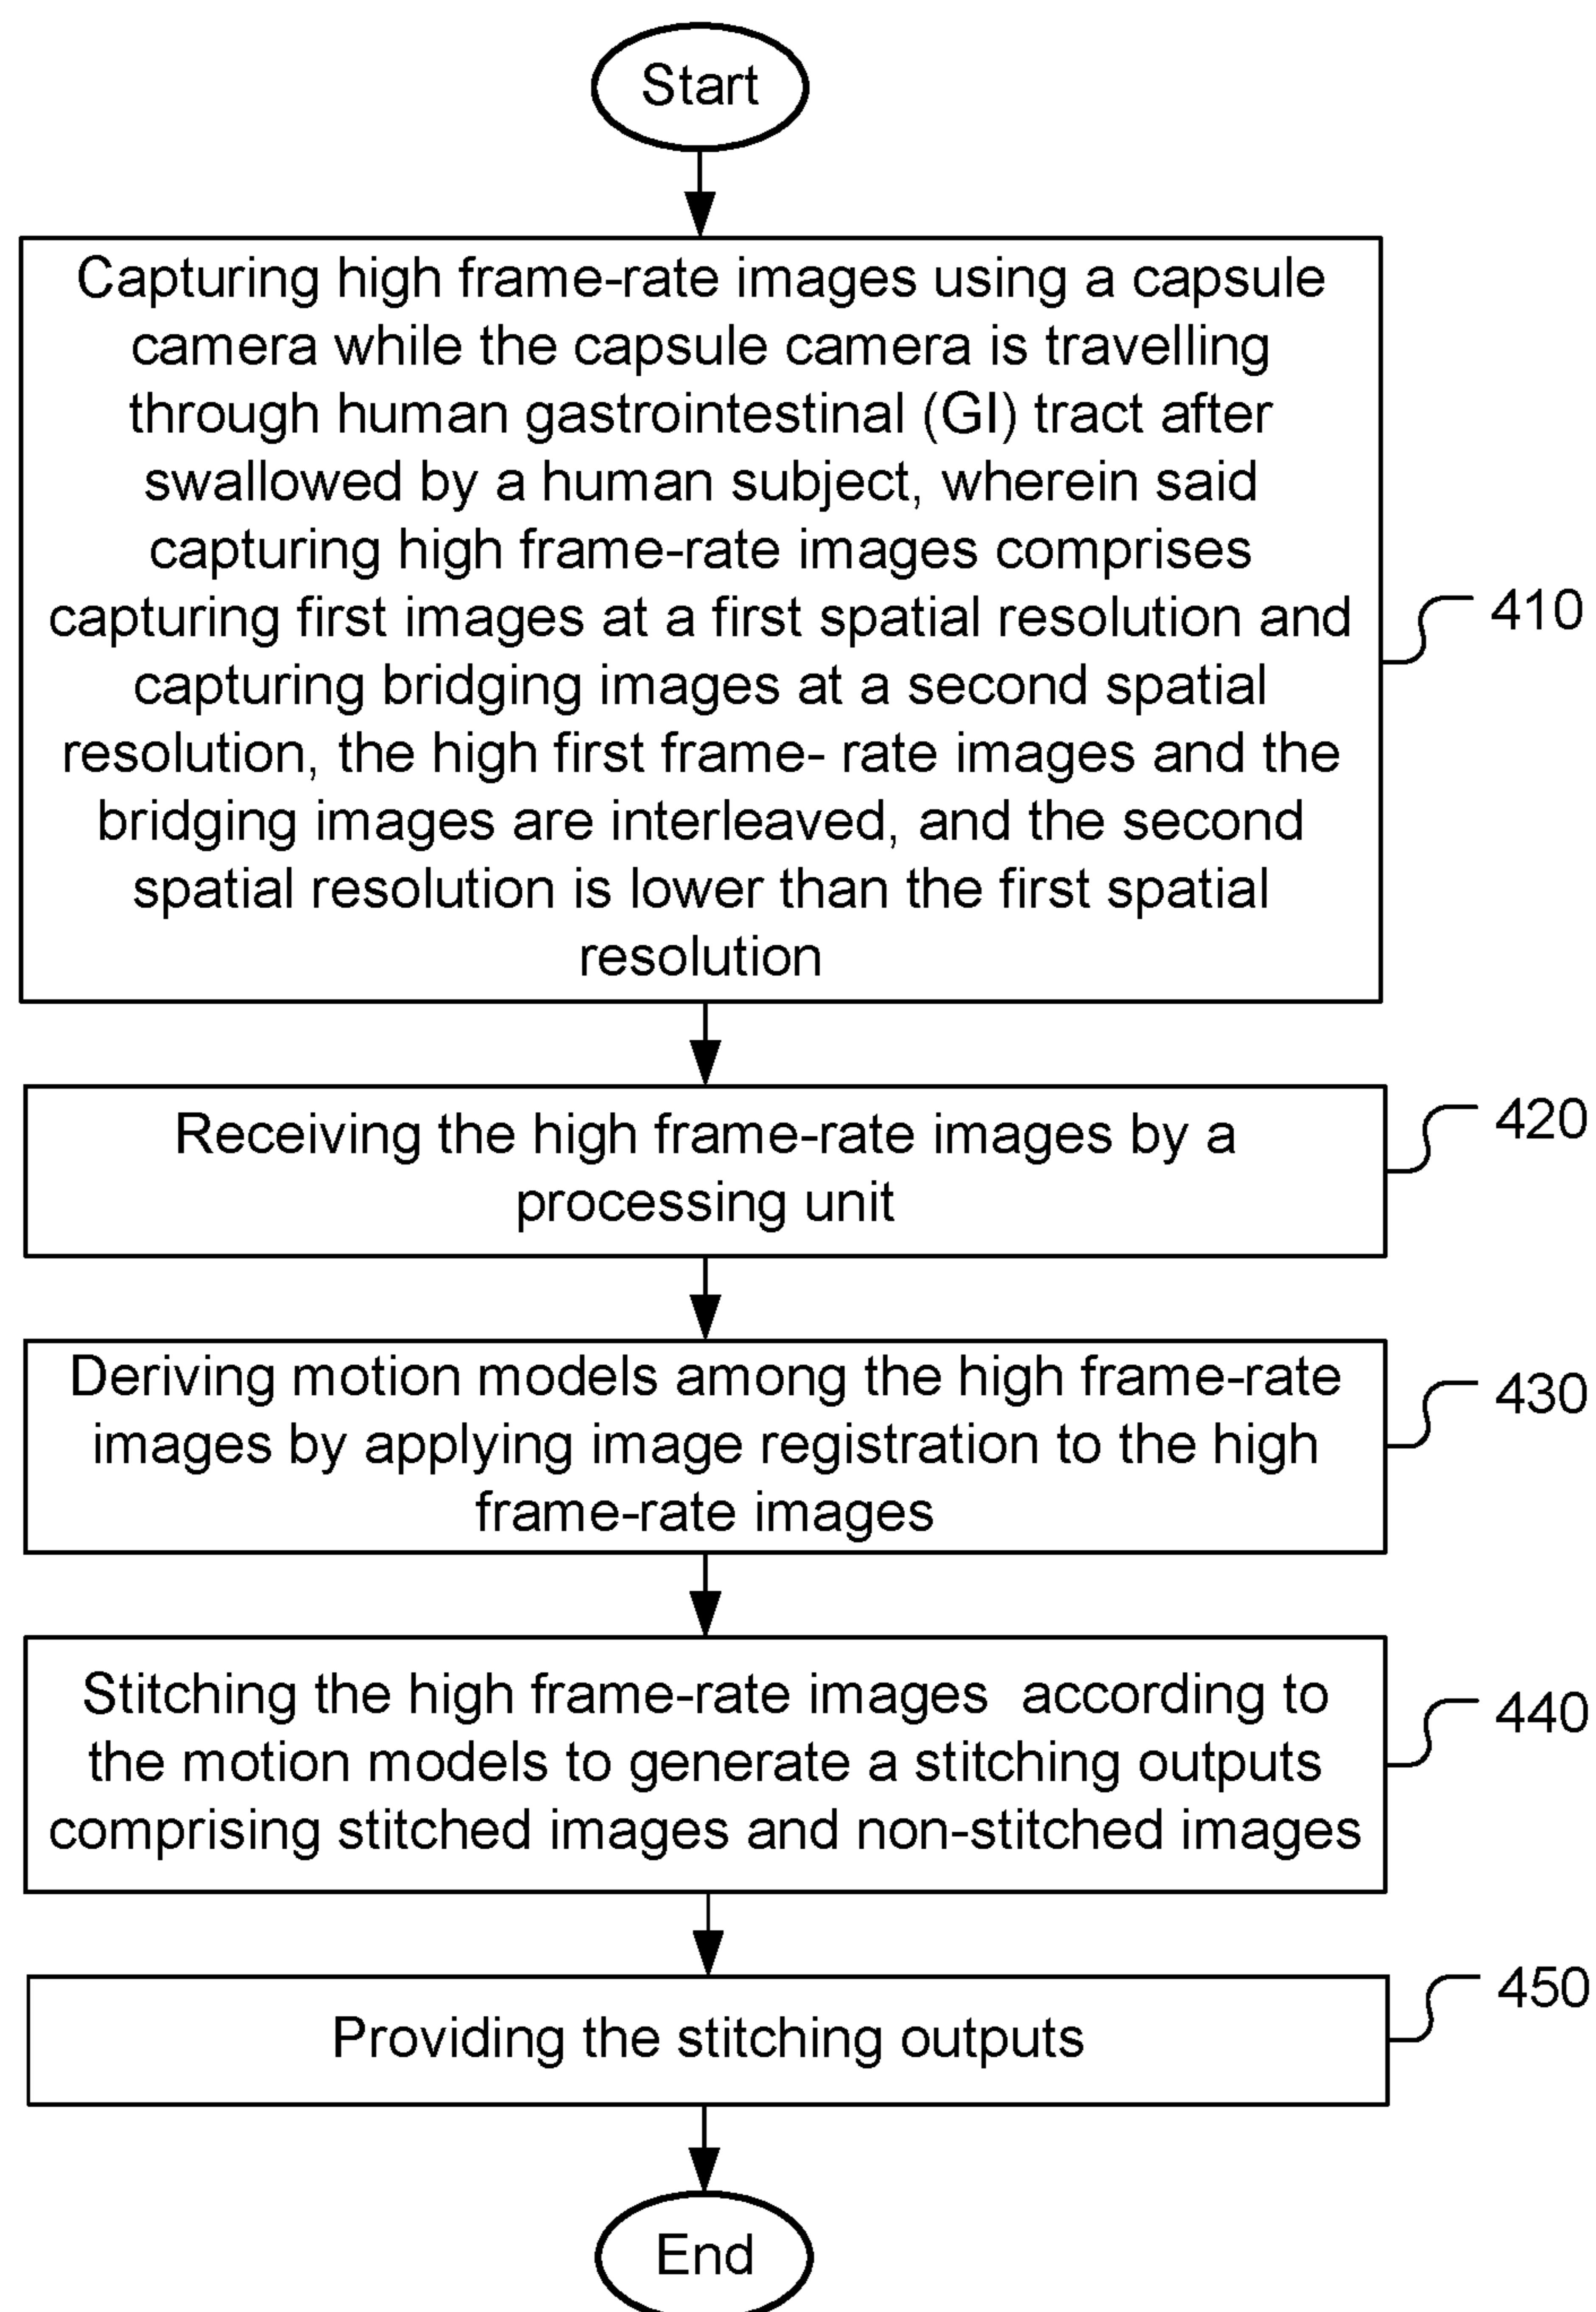 Start
Capturing high frame-rate images using a capsule
camera while the capsule camera is travelling
through human gastrointestinal (GI) tract after
swallowed by a human subject, wherein said
capturing high frame-rate images comprises
capturing first images at a first spatial resolution and
capturing bridging images at a second spatial
resolution, the high first frame- rate images and the
bridging images are interleaved, and the second
spatial resolution is lower than the first spatial
resolution
410
Receiving the high frame-rate images by a
processing unit
420
Deriving motion models among the high frame-rate
images by applying image registration to the high
frame-rate images
430
Stitching the high frame-rate images  according to
the motion models to generate a stitching outputs
comprising stitched images and non-stitched images
440
Providing the stitching outputs
450
End